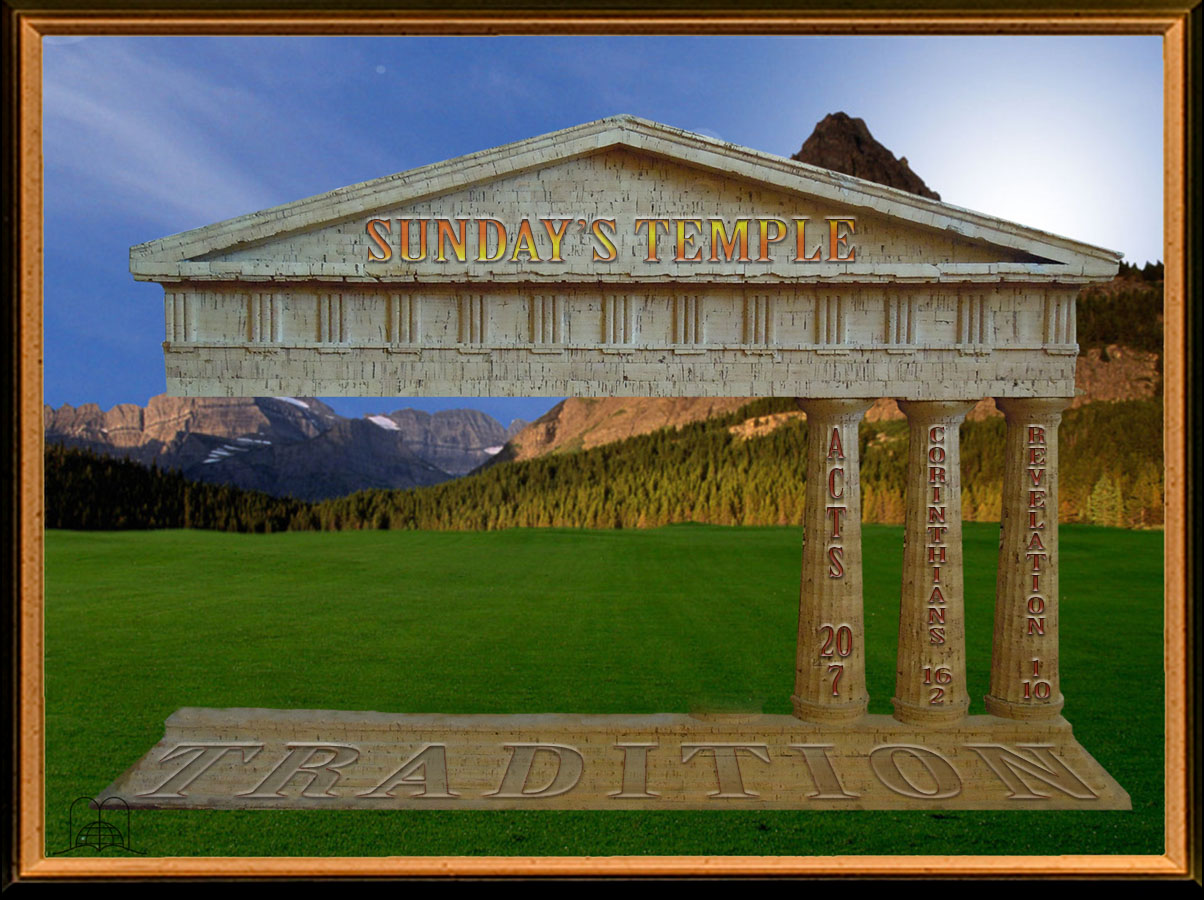 SUNDAY'S TEMPLE
ACTS
20
7
CORINTHIANS
16
2
REVELATION
1
10
TRADITION